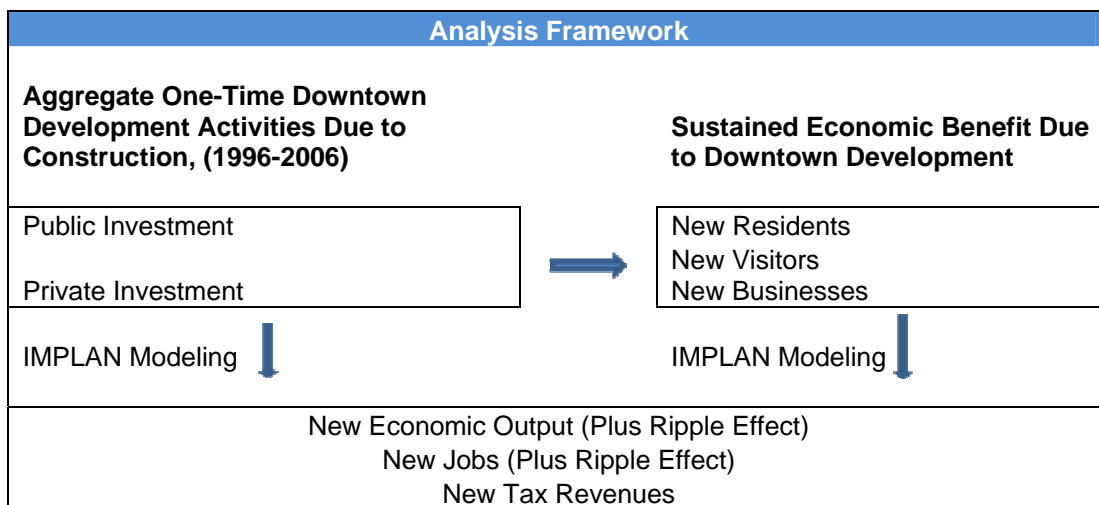 Analysis Framework
Aggregate One-Time Downtown
Development Activities Due to
Construction, (1996-2006)
Sustained Economic Benefit Due
to Downtown Development
Public Investment
Private Investment
New Residents
New Visitors
New Businesses
IMPLAN Modeling
IMPLAN Modeling
New Economic Output (Plus Ripple Effect)
New Jobs (Plus Ripple Effect)
New Tax Revenues